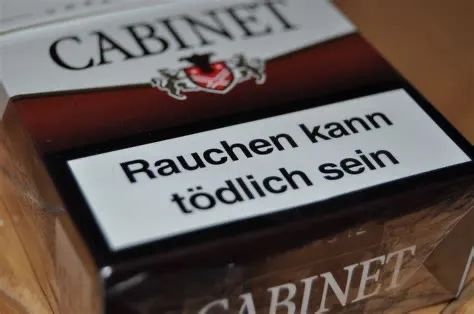 CABINET
Rauchen kann
tödlich sein
CABINET